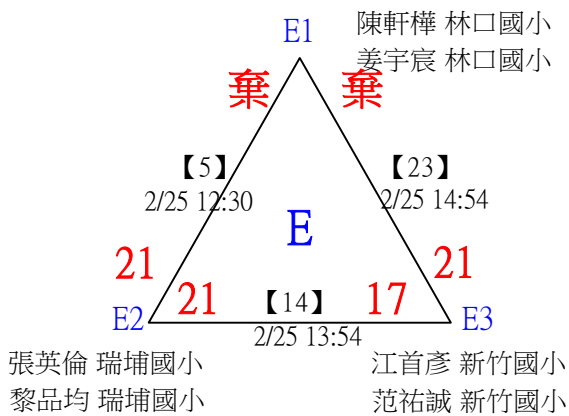 E1
陳軒樺 林口國小
姜宇宸 林口國小
棄
棄
【5】
2/25 12:30
【23】
2/25 14:54
E
21
21
21
【14】
17
E2
E3
2/25 13:54
張英倫 瑞埔國小
黎品均 瑞埔國小
江首彥 新竹國小
范祐誠 新竹國小